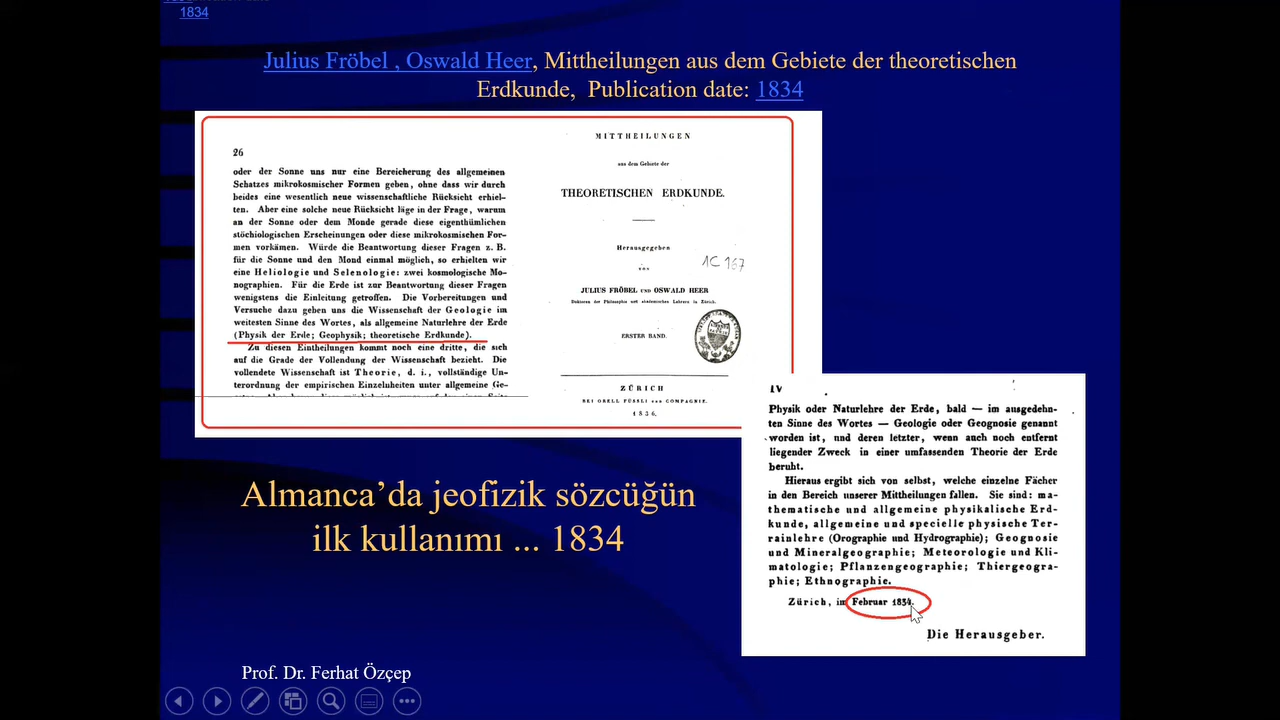 1834
Julius Fröbel , Oswald Heer, Mittheilungen aus dem Gebiete der theoretischen
Erdkunde, Publication date: 1834
26
oder der Sonne uns nur eine Bereicherung des allgemeinen
Schatzes mikrokosmischer Formen geben, ohne dass wir durch
beides eine wesentlich neue wissenschaftliche Rücksicht erhiel-
ten. Aber eine solche neue Rücksicht läge in der Frage, warum
an der Sonne oder dem Monde gerade diese eigenthümlichen
stöchiologischen Erscheinungen oder diese mikrokosmischen For-
men vorkämen. Würde die Beantwortung dieser Fragen z. B.
für die Sonne und den Mond einmal möglich, so erhielten wir
eine Heliologie und Selenologie: zwei kosmologische Mo-
nographien. Für die Erde ist zur Beantwortung dieser Fragen
wenigstens die Einleitung getroffen. Die Vorbereitungen und
Versuche dazu geben uns die Wissenschaft der Geologie im
weitesten Sinne des Wortes, als allgemeine Naturlehre der Erde
(Physik der Erde; Geophysik; theoretische Erdkunde).
Zu diesen Eintheilungen kommt noch eine dritte, die sich
auf die Grade der Vollendung der Wissenschaft bezieht. Die
vollendete Wissenschaft ist Theorie, d. i., vollständige Un-
terordnung der empirischen Einzelnheiten unter allgemeine Ge-
MITTHEILUNGEN
aus dem Gebiete der
THEORETISCHEN ERDKUNDE.
Herausgegeben
von
JULIUS FRÖBEL UND OSWALD HEER
Doktoren der Philosophie und akademischen Lehrern in Zürich.
1C 167
ERSTER BAND.
ZÜRICH
BEI ORELL FÜSSLI UND COMPAGNIE.
1836.
IV
Physik oder Naturlehre der Erde, bald — im ausgedehn-
ten Sinne des Wortes — Geologie oder Geognosie genannt
worden ist, und deren letzter, wenn auch noch entfernt
liegender Zweck in einer umfassenden Theorie der Erde
beruht.
Hieraus ergibt sich von selbst, welche einzelne Fächer
in den Bereich unserer Mittheilungen fallen. Sie sind: ma-
thematische und allgemeine physikalische Erd-
kunde, allgemeine und specielle physische Ter-
rainlehre (Orographie und Hydrographie); Geognosie
und Mineralgeographie; Meteorologie und Kli-
matologie; Pflanzengeographie; Thiergeogra-
phie; Ethnographie.
Zürich, im Februar 1834.
Die Herausgeber.
Almanca’da jeofizik sözcüğün
ilk kullanımı ... 1834
Prof. Dr. Ferhat Özçep